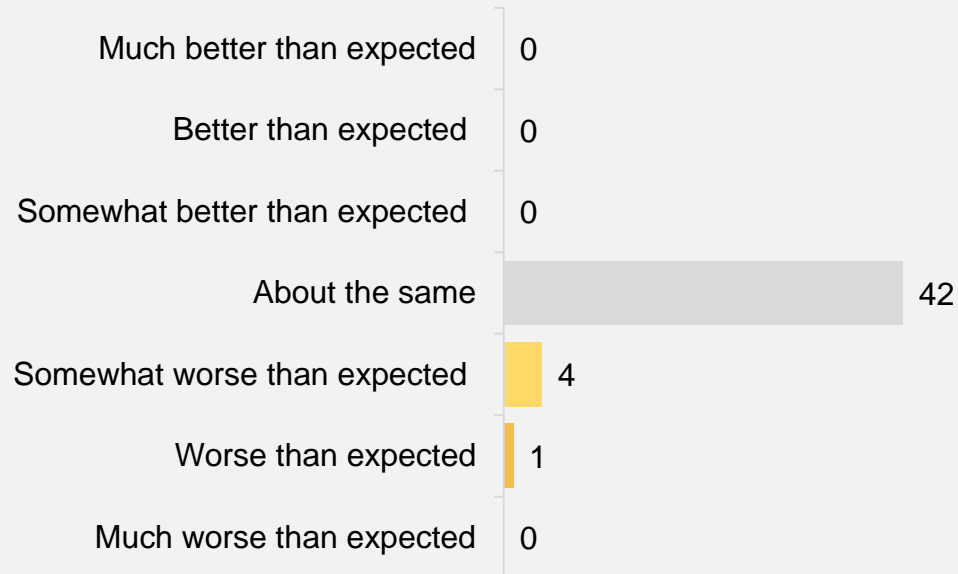 Much better than expected 0
Better than expected 0
Somewhat better than expected 0
About the same 42
Somewhat worse than expected 4
Worse than expected 1
Much worse than expected 0